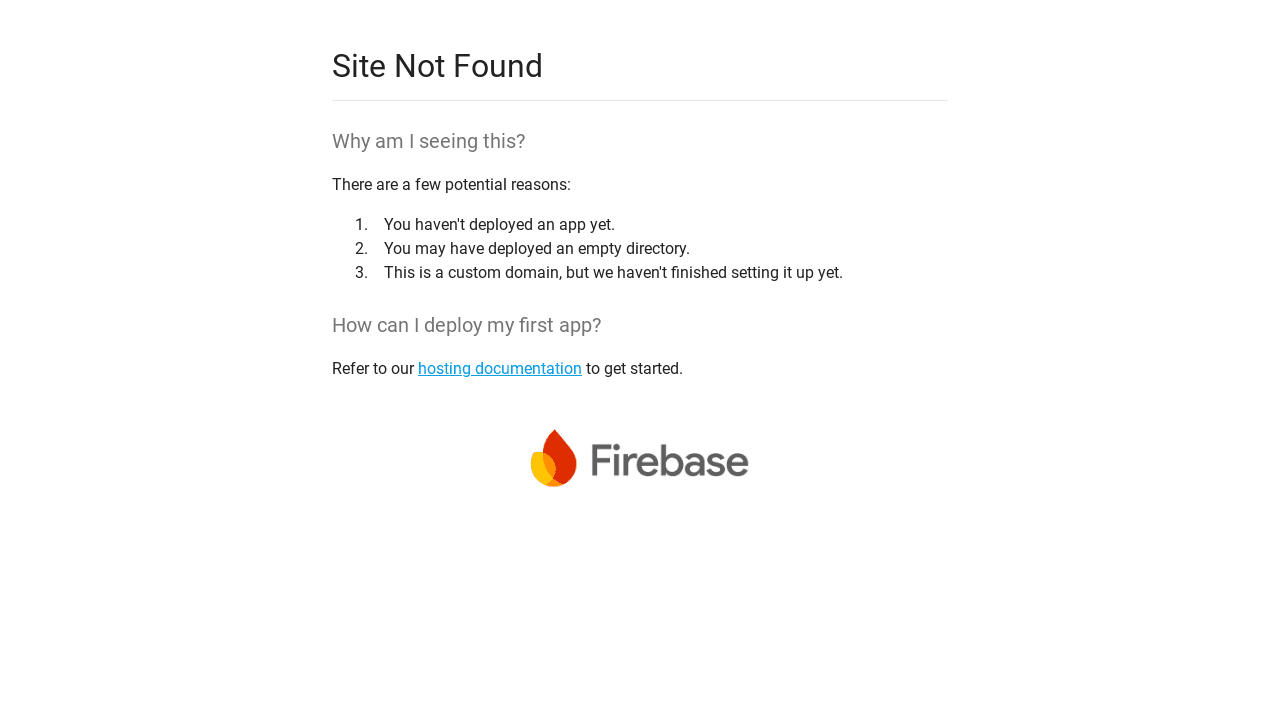 Site Not Found
Why am I seeing this?
There are a few potential reasons:
1. You haven't deployed an app yet.
2. You may have deployed an empty directory.
3. This is a custom domain, but we haven't finished setting it up yet.
How can I deploy my first app?
Refer to our hosting documentation to get started.
Firebase